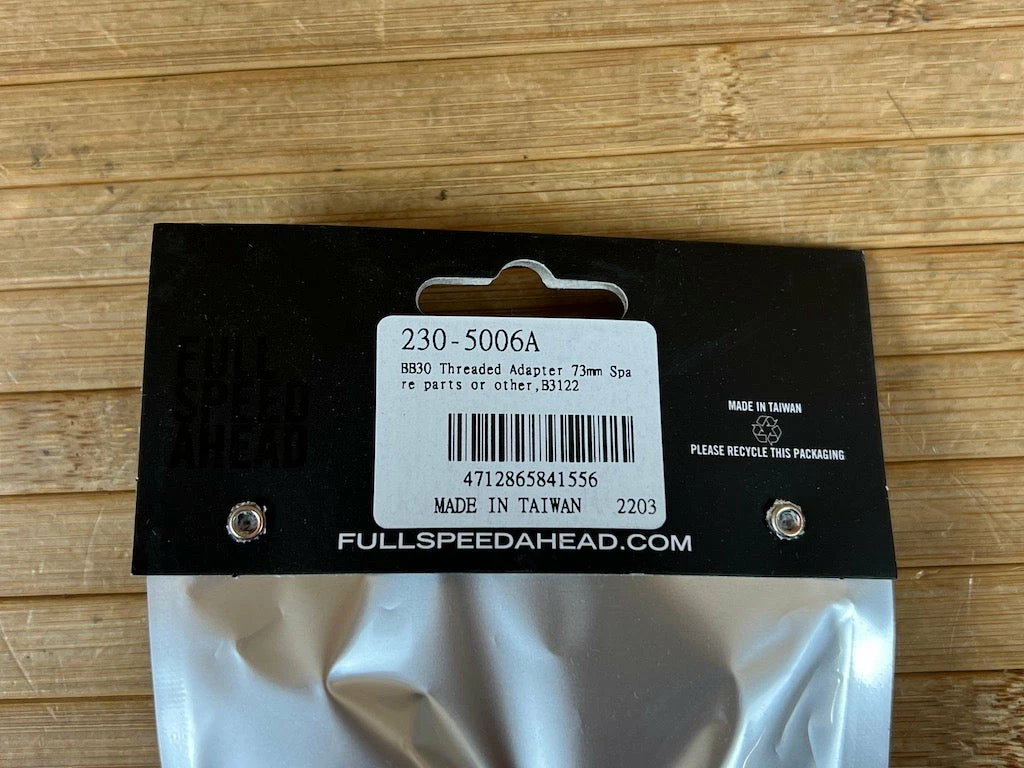 230-5006A
BB30 Threaded Adapter 73mm Spa
re parts or other,B3122
4712865841556
MADE IN TAIWAN 2203
FULL
SPEED
AHEAD
MADE IN TAIWAN
PLEASE RECYCLE THIS PACKAGING
FULLSPEEDAHEAD.COM